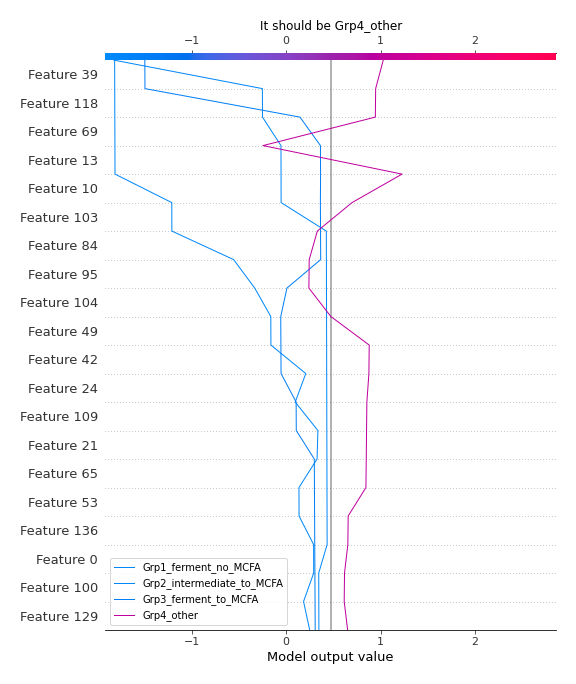 It should be Grp4_other
−1 0 1 2
Feature 39
Feature 118
Feature 69
Feature 13
Feature 10
Feature 103
Feature 84
Feature 95
Feature 104
Feature 49
Feature 42
Feature 24
Feature 109
Feature 21
Feature 65
Feature 53
Feature 136
Feature 0
Feature 100
Feature 129
Grp1_ferment_no_MCFA
Grp2_intermediate_to_MCFA
Grp3_ferment_to_MCFA
Grp4_other
−1 0 1 2
Model output value